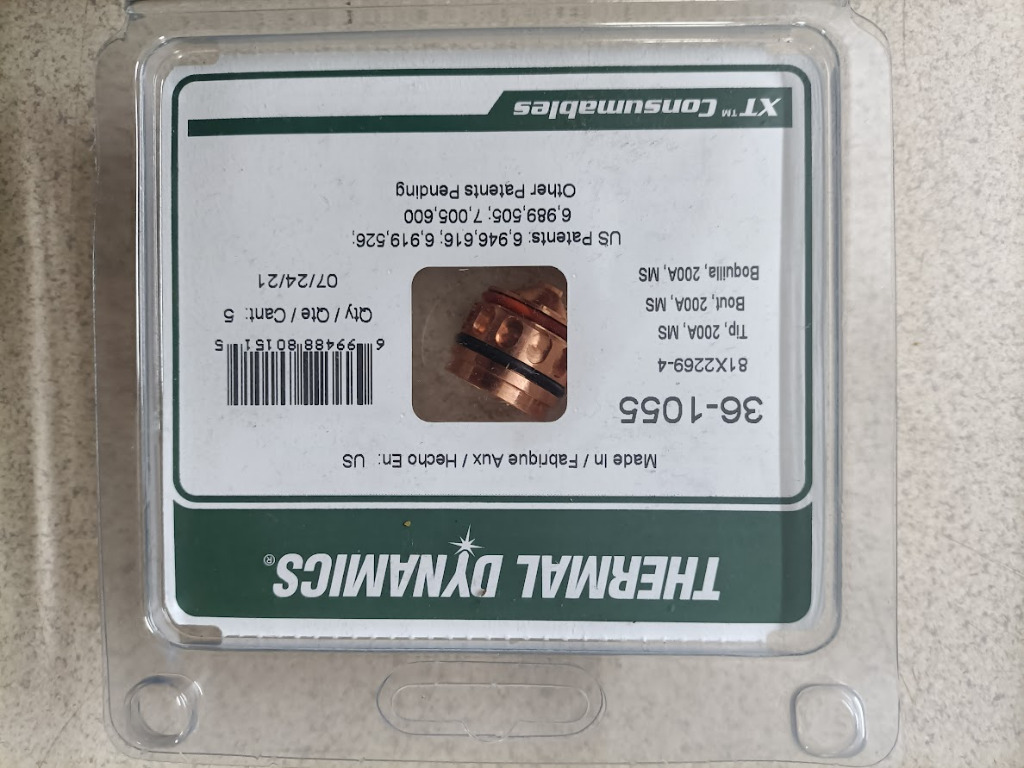 THERMAL DYNAMICS®
Made In / Fabrique Aux / Hecho En: US
36-1055
81X2269-4
Tip, 200A, MS
Bout, 200A, MS
Boquilla, 200A, MS
6 99488 80151 5
Qty / Qte / Cant: 5
07/24/21
US Patents: 6,946,616; 6,919,526;
6,989,505; 7,005,600
Other Patents Pending
XT™ Consumables